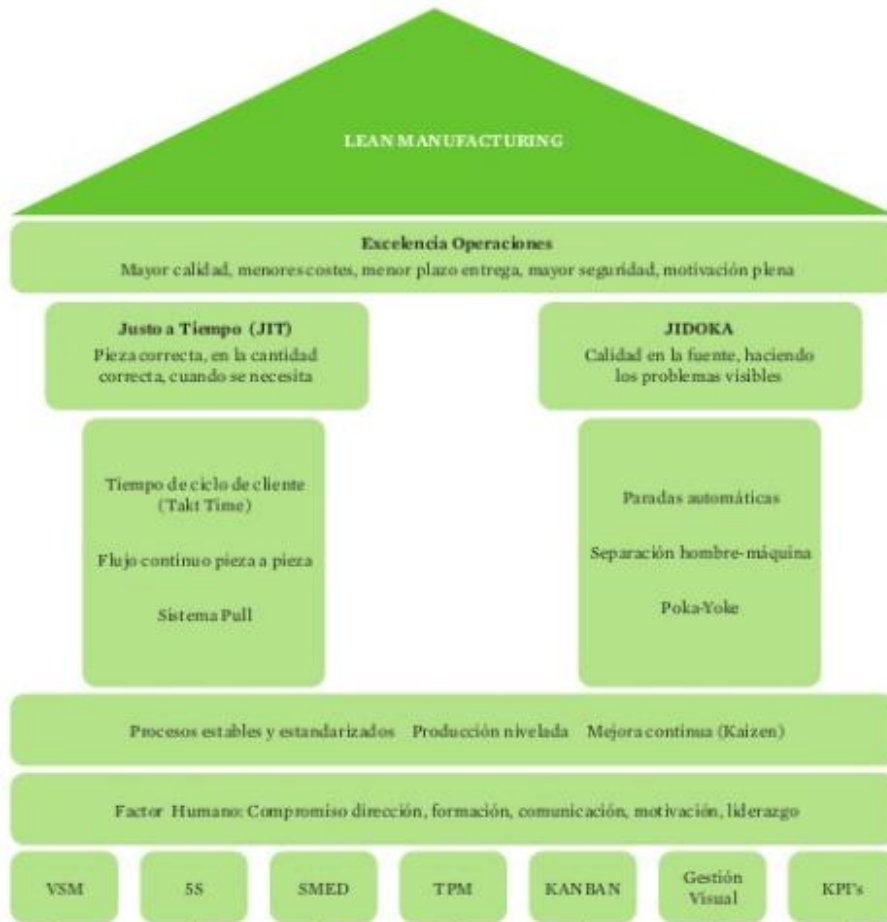 LEAN MANUFACTURING
Excelencia Operaciones
Mayor calidad, menores costes, menor plazo entrega, mayor seguridad, motivación plena
Justo a Tiempo (JIT)
Pieza correcta, en la cantidad
correcta, cuando se necesita
JIDOKA
Calidad en la fuente, haciendo
los problemas visibles
Tiempo de ciclo de cliente
(Takt Time)
Flujo continuo pieza a pieza
Sistema Pull
Paradas automáticas
Separación hombre-máquina
Poka-Yoke
Procesos estables y estandarizados Producción nivelada Mejora continua (Kaizen)
Factor Humano: Compromiso dirección, formación, comunicación, motivación, liderazgo
VSM
5S
SMED
TPM
KANBAN
Gestión
Visual
KPI's